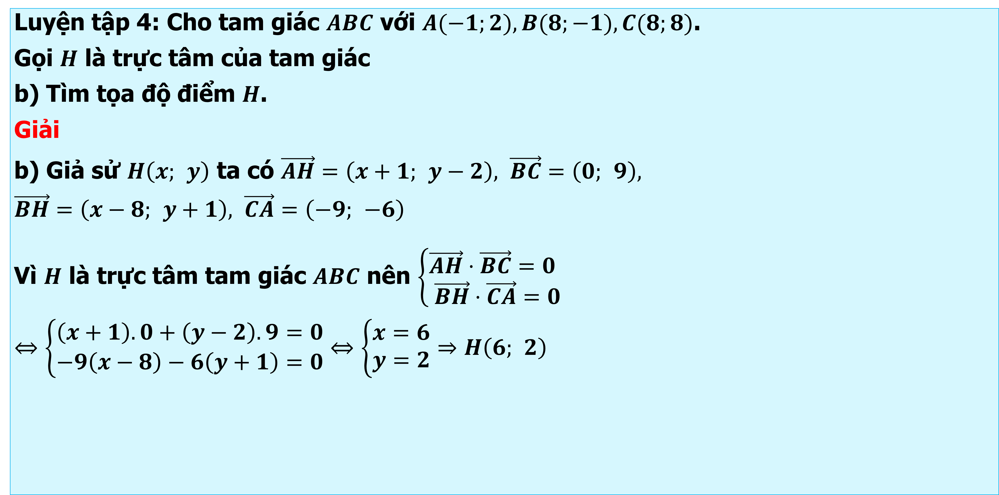 Luyện tập 4: Cho tam giác ABC với A(−1; 2), B(8; −1), C(8; 8).
Gọi H là trực tâm của tam giác
b) Tìm tọa độ điểm H.
Giải
b) Giả sử H(x; y) ta có $\overrightarrow{AH}$ = (x + 1; y − 2), $\overrightarrow{BC}$ = (0; 9),
$\overrightarrow{BH}$ = (x − 8; y + 1), $\overrightarrow{CA}$ = (−9; −6)
Vì H là trực tâm tam giác ABC nên $\begin{cases} \overrightarrow{AH} \cdot \overrightarrow{BC} = 0 \\ \overrightarrow{BH} \cdot \overrightarrow{CA} = 0 \end{cases}$
$\Leftrightarrow \begin{cases} (x + 1).0 + (y − 2).9 = 0 \\ −9(x − 8) − 6(y + 1) = 0 \end{cases} \Leftrightarrow \begin{cases} x = 6 \\ y = 2 \end{cases} \Rightarrow H(6; 2)$